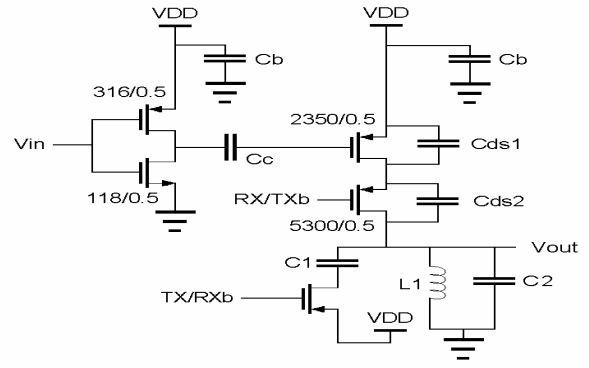 VDD
VDD
Cb
Cb
316/0.5
2350/0.5
Vin
Cc
Cds1
118/0.5
RX/TXb
Cds2
5300/0.5
Vout
C1
L1
C2
TX/RXb
VDD